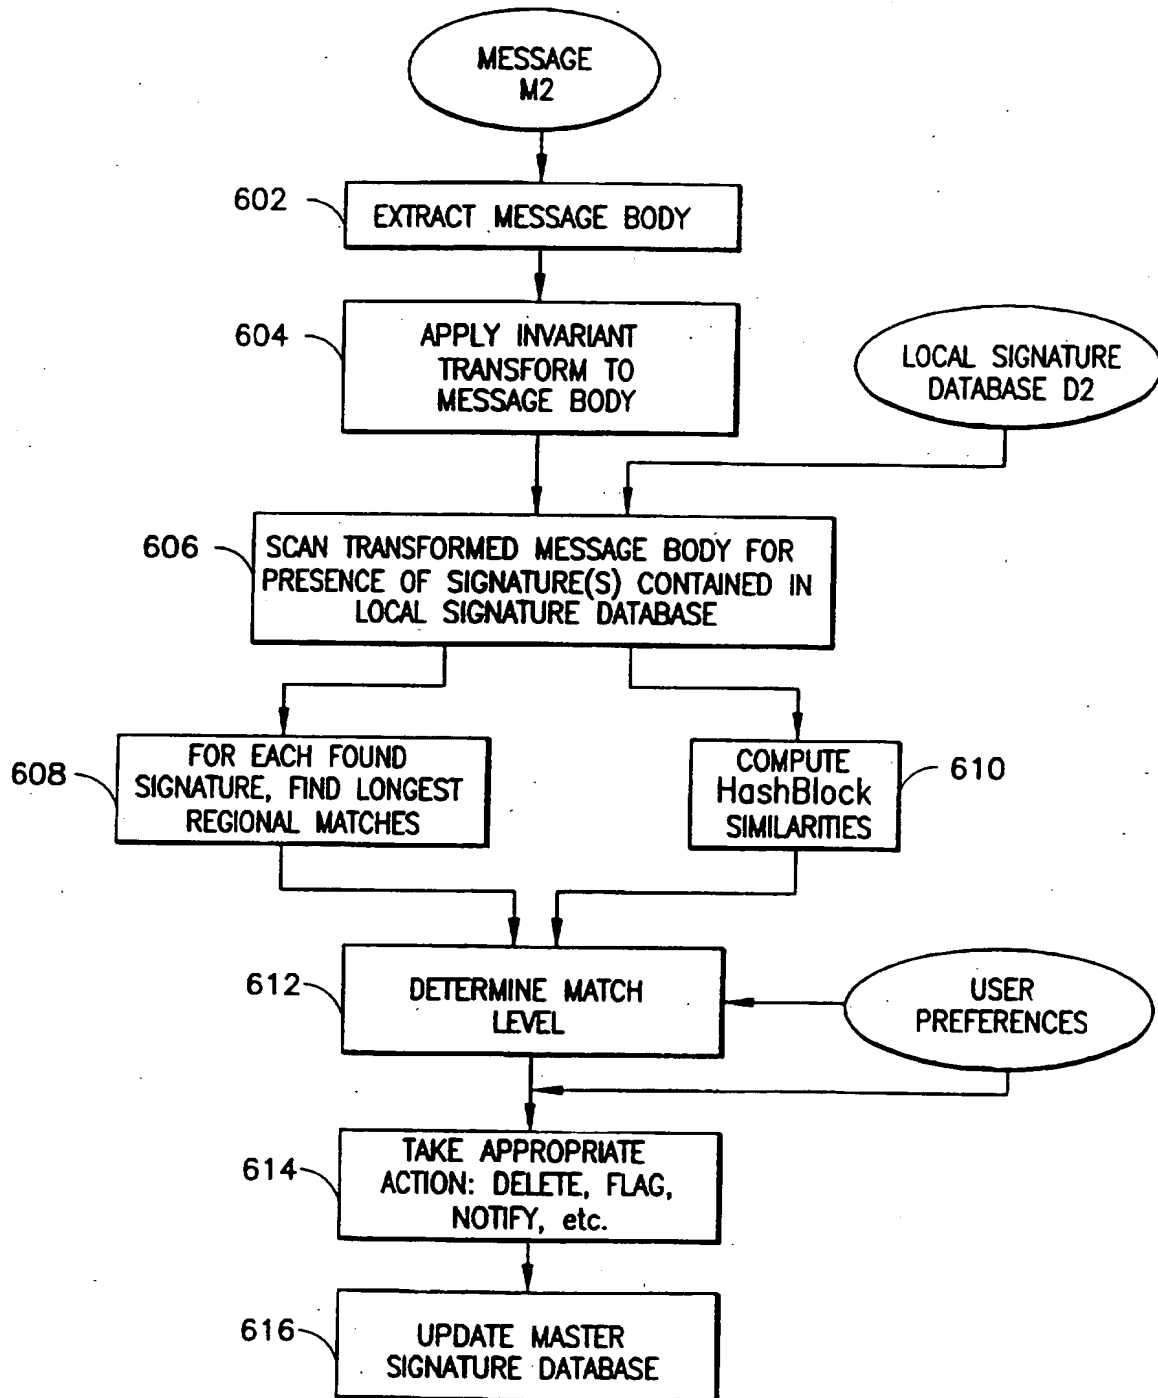 MESSAGE
M2
602
EXTRACT MESSAGE BODY
604
APPLY INVARIANT
TRANSFORM TO
MESSAGE BODY
LOCAL SIGNATURE
DATABASE D2
606
SCAN TRANSFORMED MESSAGE BODY FOR
PRESENCE OF SIGNATURE(S) CONTAINED IN
LOCAL SIGNATURE DATABASE
608
FOR EACH FOUND
SIGNATURE, FIND LONGEST
REGIONAL MATCHES
COMPUTE
HashBlock
SIMILARITIES
610
612
DETERMINE MATCH
LEVEL
USER
PREFERENCES
614
TAKE APPROPRIATE
ACTION: DELETE, FLAG,
NOTIFY, etc.
616
UPDATE MASTER
SIGNATURE DATABASE